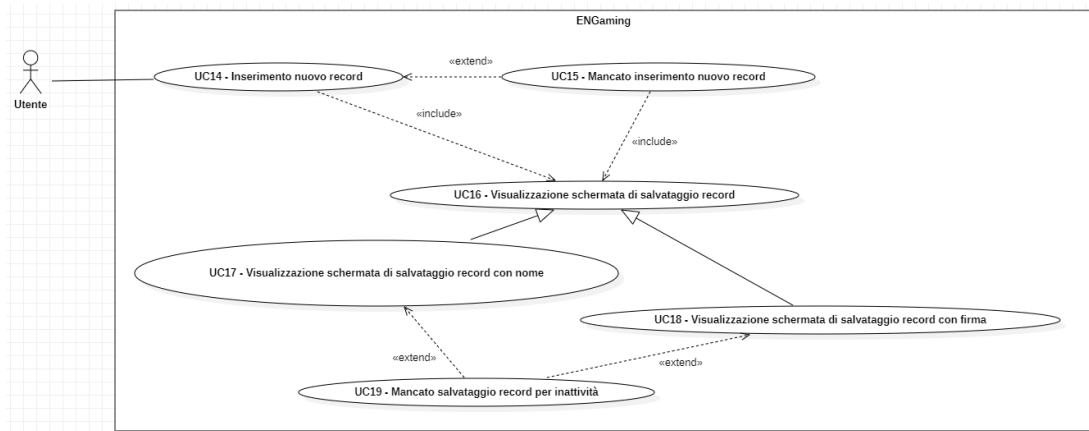 ENGaming
Utente
UC14 - Inserimento nuovo record
«extend»
UC15 - Mancato inserimento nuovo record
«include»
«include»
UC16 - Visualizzazione schermata di salvataggio record
UC17 - Visualizzazione schermata di salvataggio record con nome
UC18 - Visualizzazione schermata di salvataggio record con firma
«extend»
«extend»
UC19 - Mancato salvataggio record per inattività